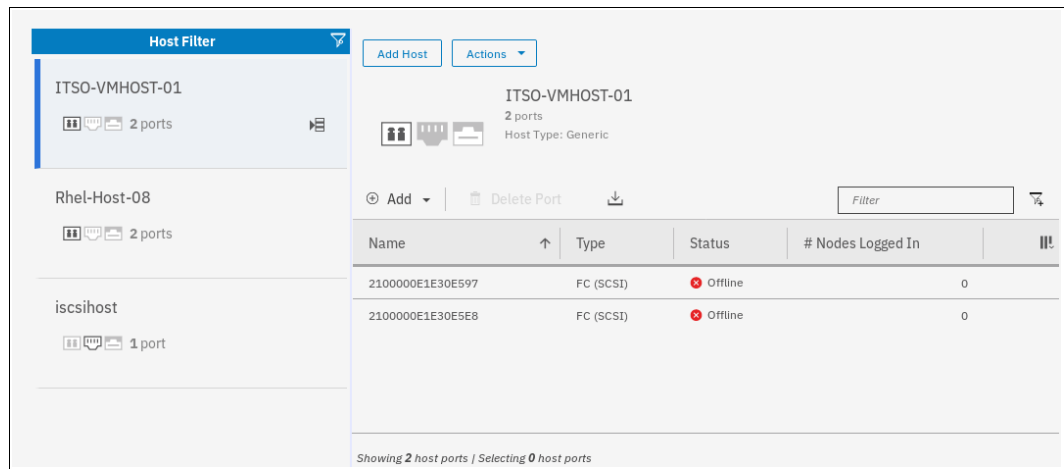 Host Filter
ITSO-VMHOST-01
2 ports
Rhel-Host-08
2 ports
iscsihost
1 port
Add Host Actions
ITSO-VMHOST-01
2 ports
Host Type: Generic
Add Delete Port Filter
Name Type Status # Nodes Logged In
2100000E1E30E597 FC (SCSI) Offline 0
2100000E1E30E5E8 FC (SCSI) Offline 0
Showing 2 host ports | Selecting 0 host ports